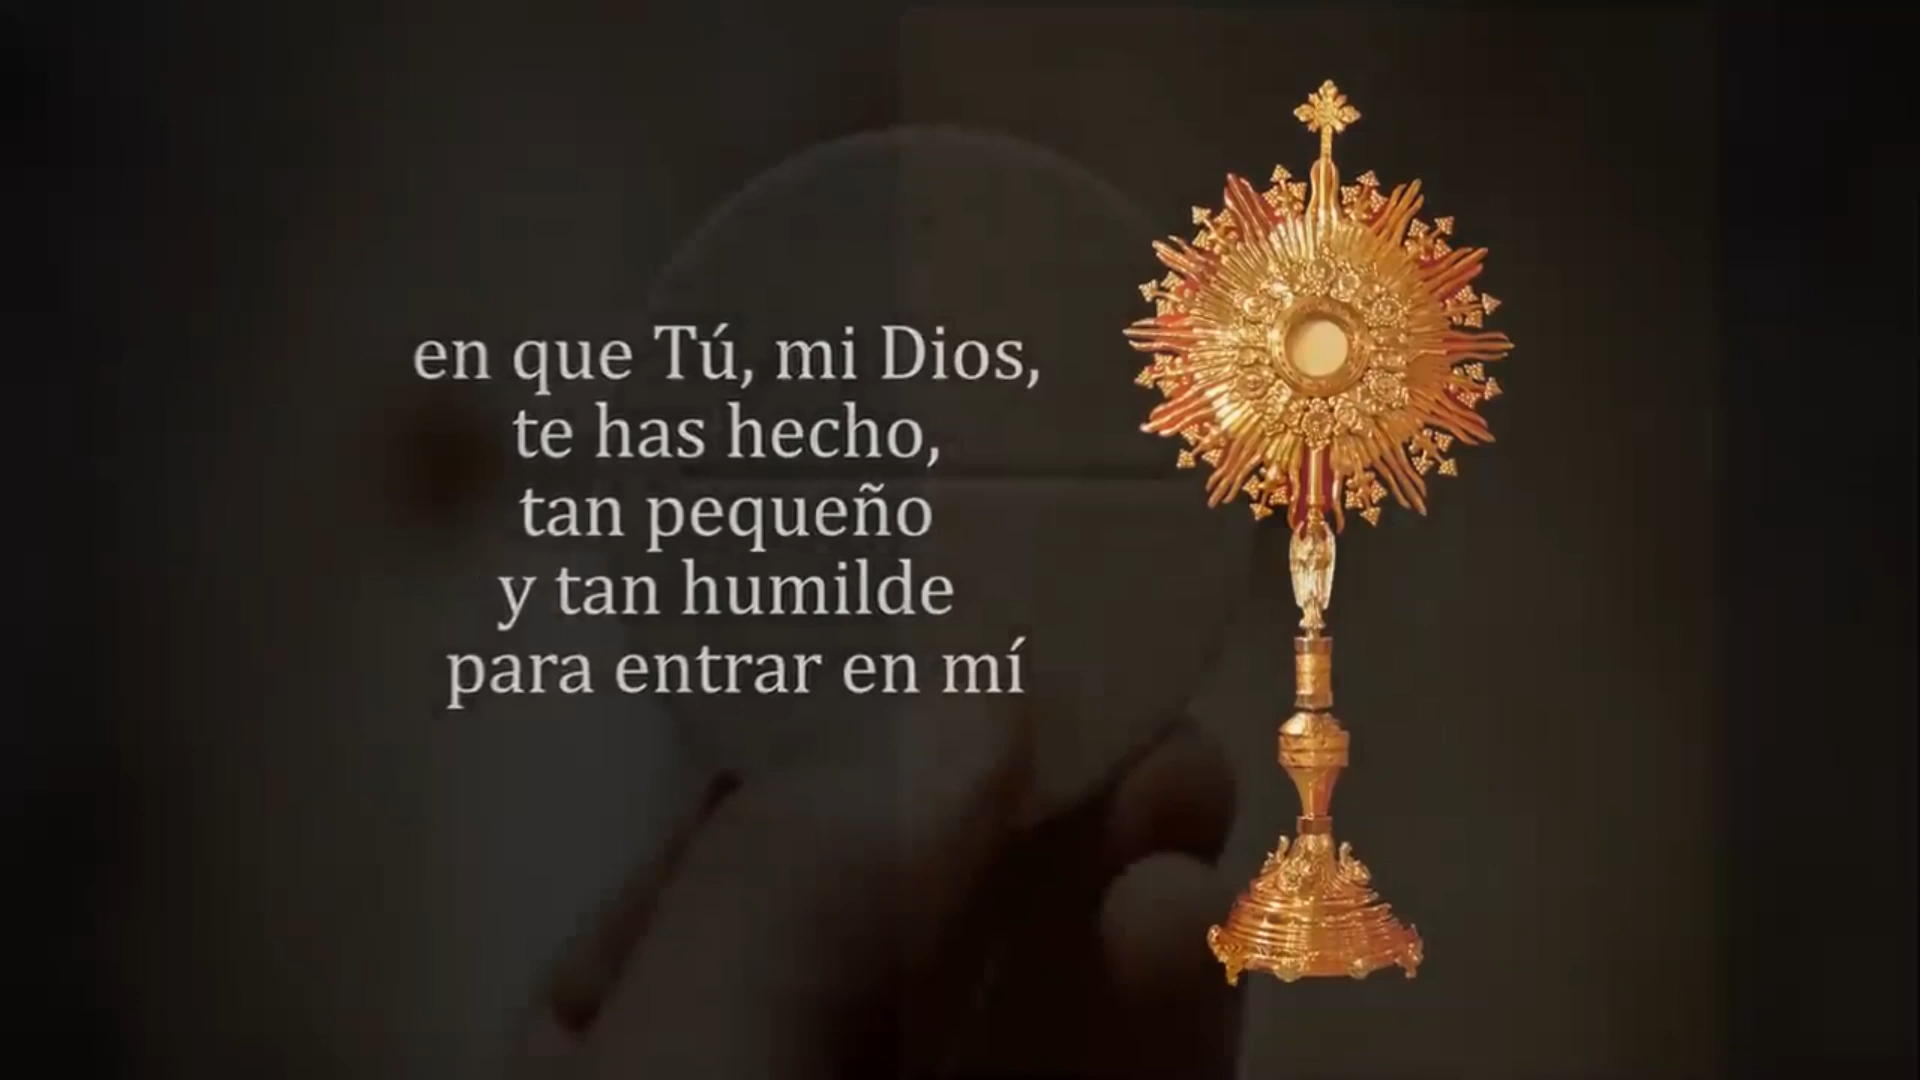 en que Tú, mi Dios,
te has hecho,
tan pequeño
y tan humilde
para entrar en mí